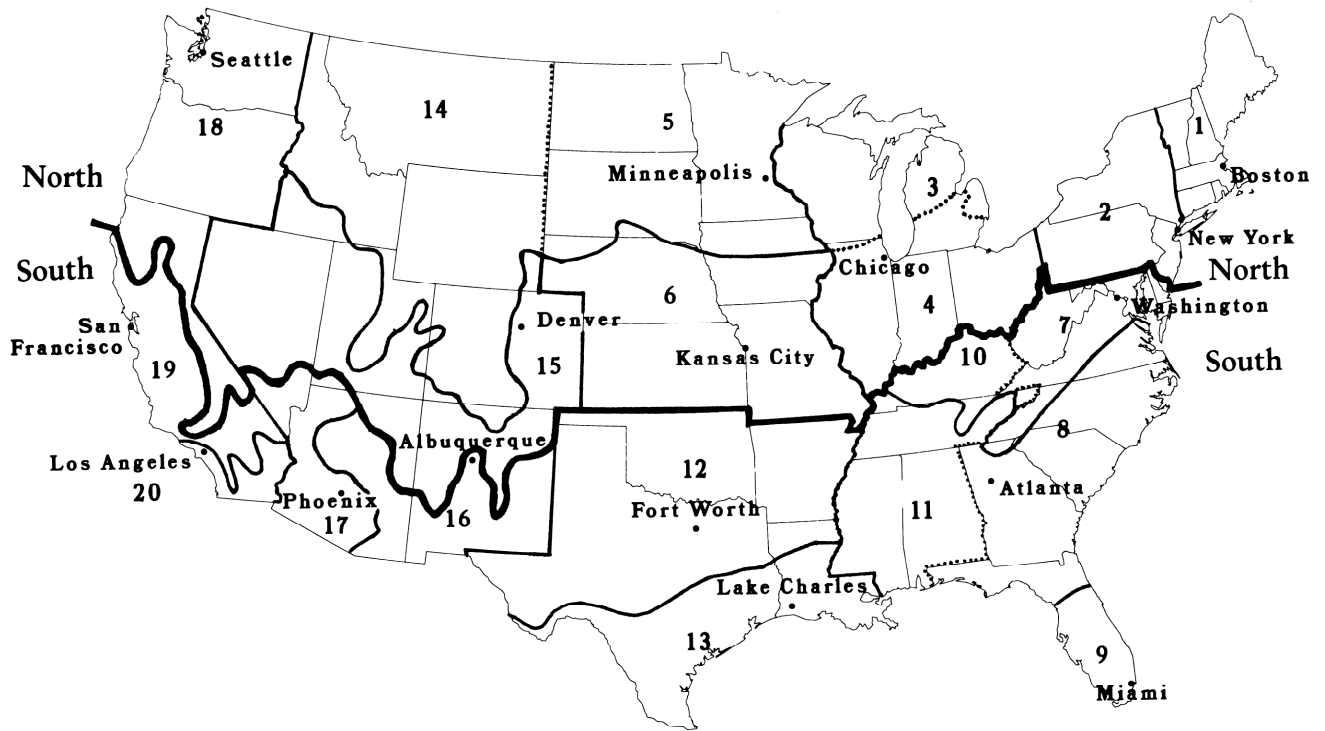 Seattle
14
5
18
1
North
Minneapolis
3
Boston
2
New York
South
Chicago
North
6
4
Washington
San
Francisco
Denver
7
19
15
Kansas City
10
South
8
Albuquerque
Los Angeles
12
20
Phoenix
Atlanta
17
16
Fort Worth
11
Lake Charles
13
9
Miami